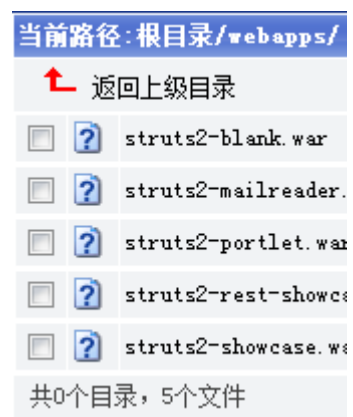 当前路径:根目录/webapps/
返回上级目录
struts2-blank.war
struts2-mailreader.
struts2-portlet.war
struts2-rest-showca
struts2-showcase.wa
共0个目录，5个文件